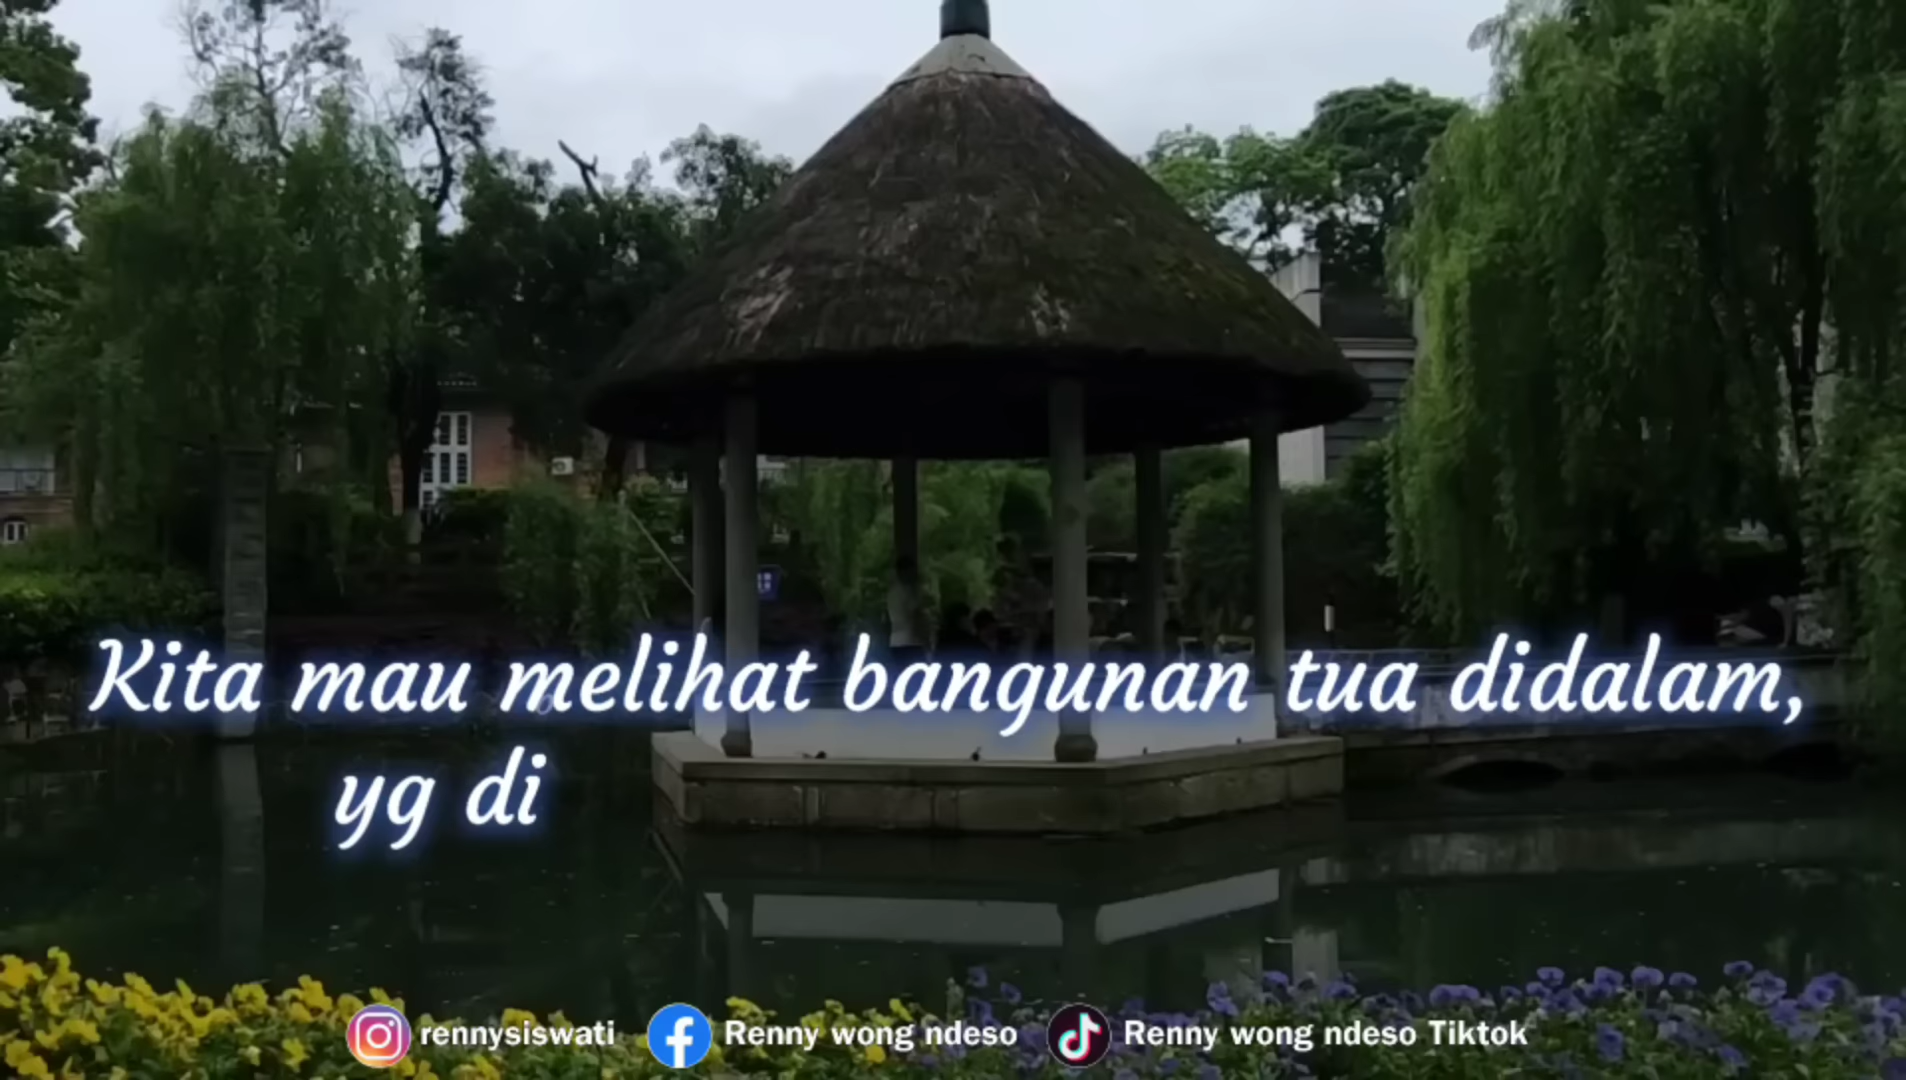 Kita mau melihat bangunan tua didalam,
yg di
rennysiswati Renny wong ndeso Renny wong ndeso Tiktok